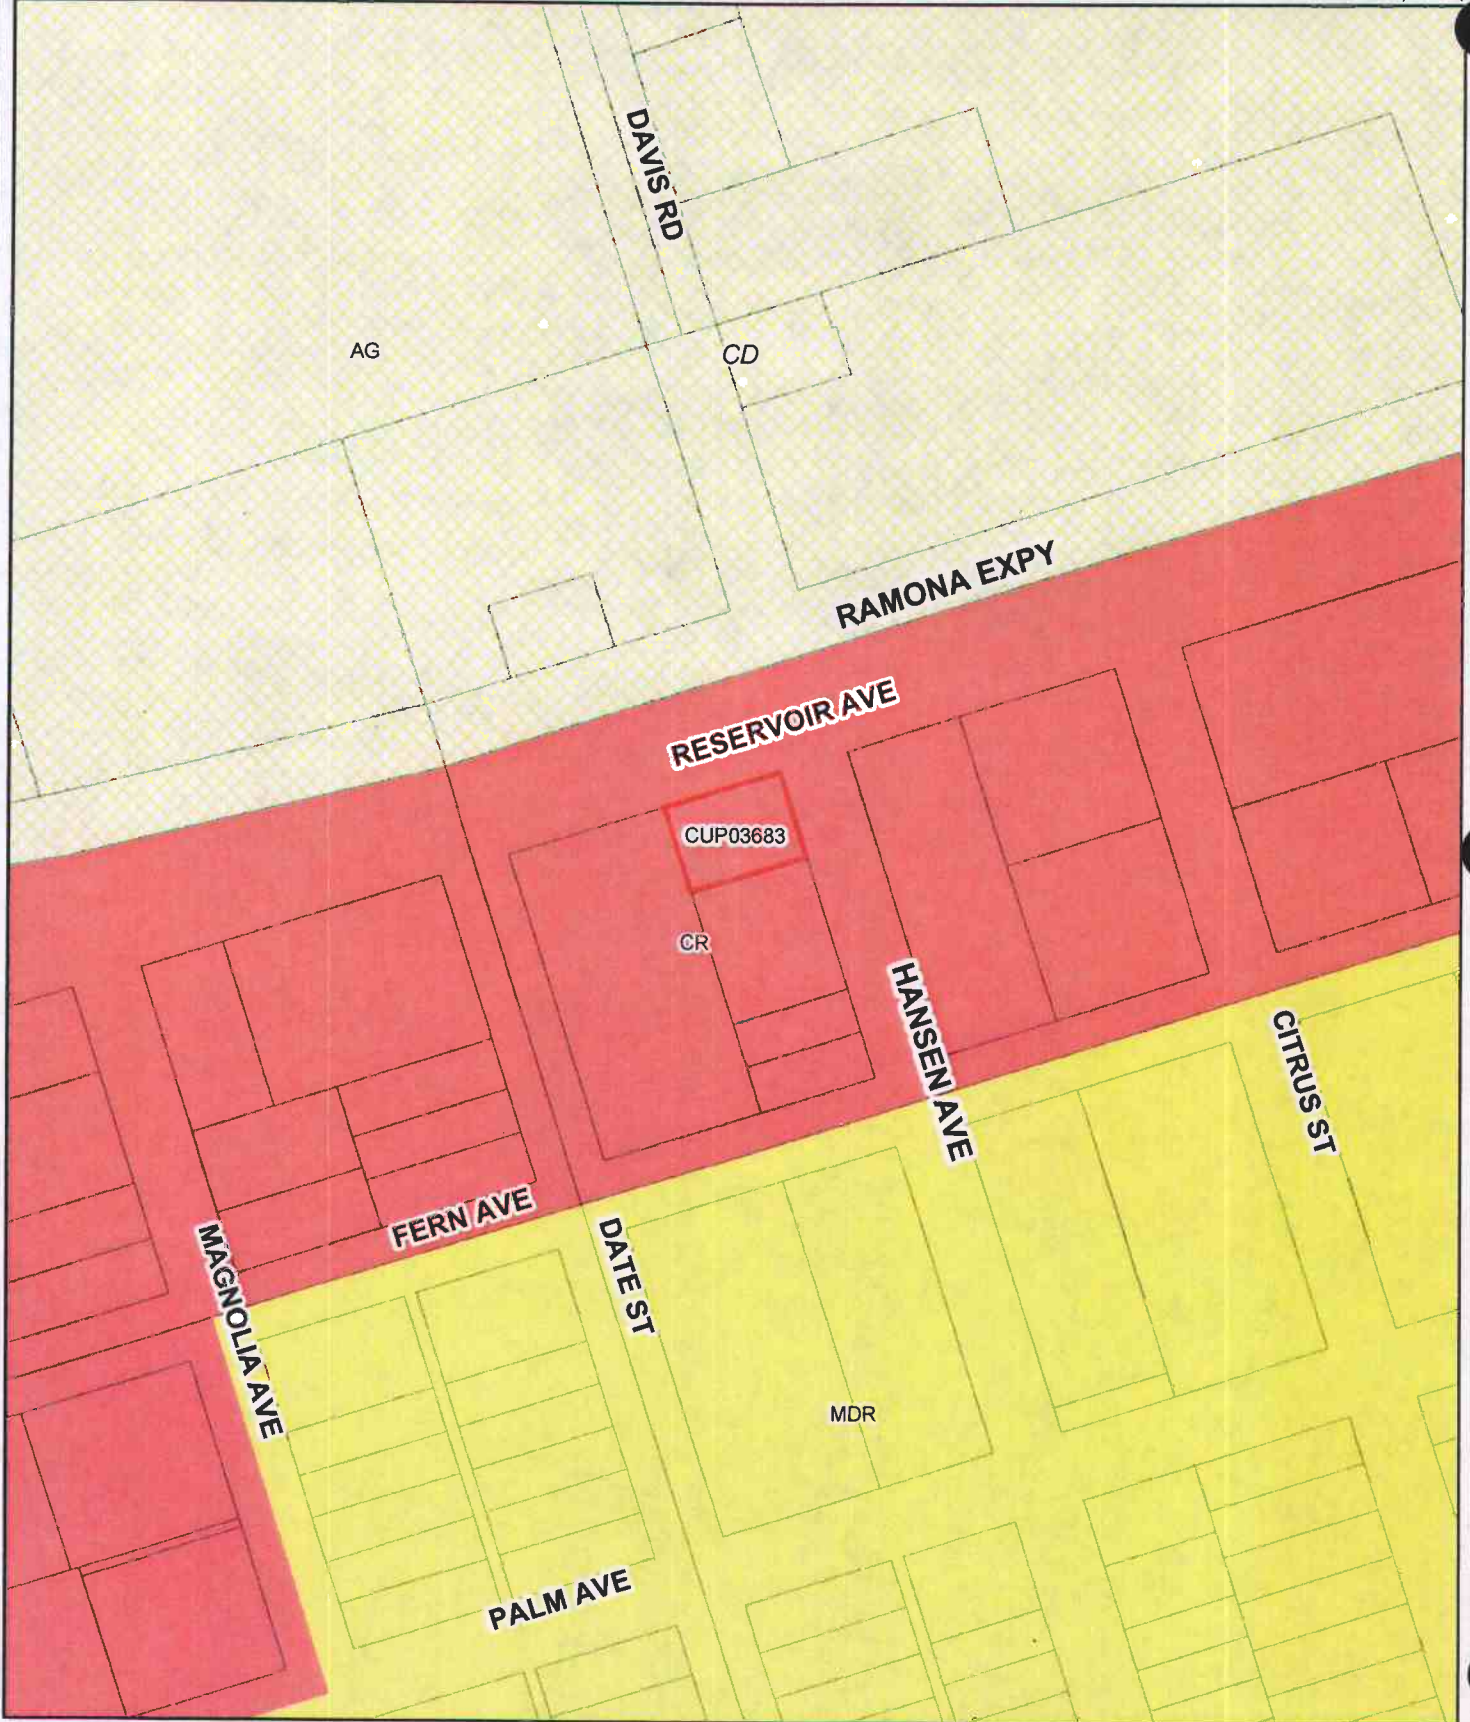 DAVIS RD
AG
CD
RAMONA EXPY
RESERVOIR AVE
CUP03683
CR
HANSEN AVE
CITRUS ST
FERN AVE
MAGNOLIA AVE
DATE ST
MDR
PALM AVE